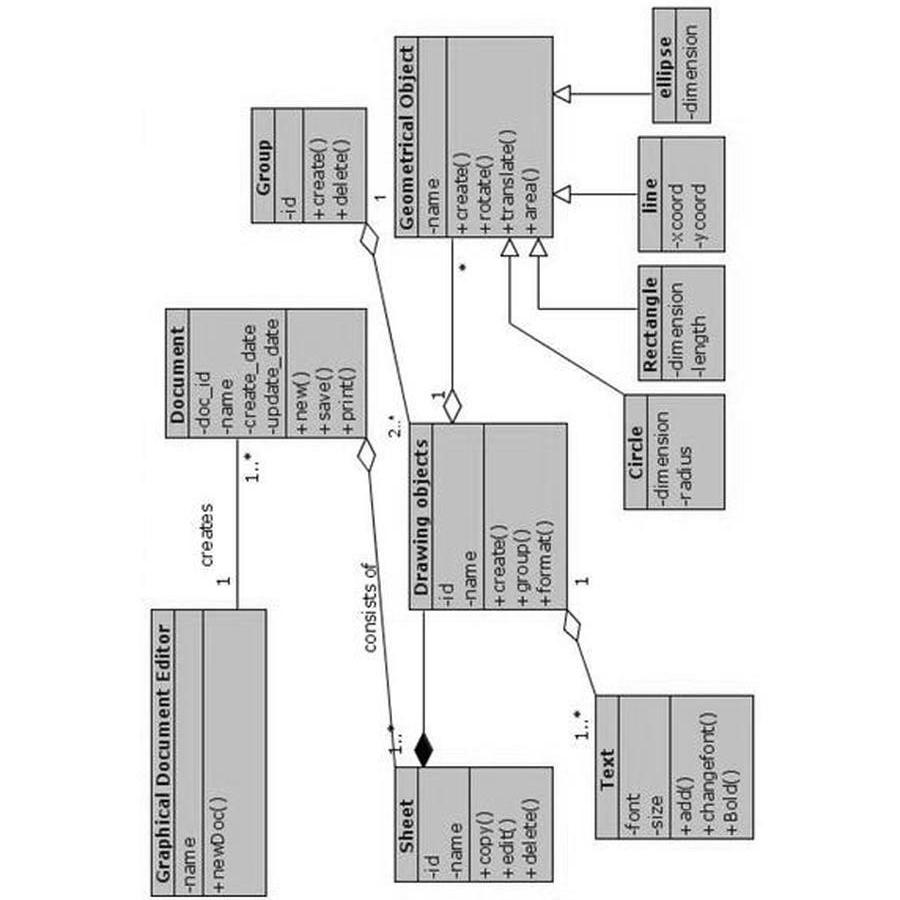 Graphical Document Editor
-name
+newDoc()
1
creates
1..*
Document
-doc_id
-name
-create_date
-update_date
+new()
+save()
+print()
Group
-id
+create()
+delete()
1
2..*
consists of
1..*
Sheet
-id
-name
+copy()
+edit()
+delete()
Drawing objects
-id
-name
+create()
+group()
+format()
1
*
Geometrical Object
-name
+create()
+rotate()
+translate()
+area()
1
1..*
Text
-font
-size
+add()
+changefont()
+Bold()
Circle
-dimension
-radius
Rectangle
-dimension
-length
line
-xcoord
-ycoord
ellipse
-dimension